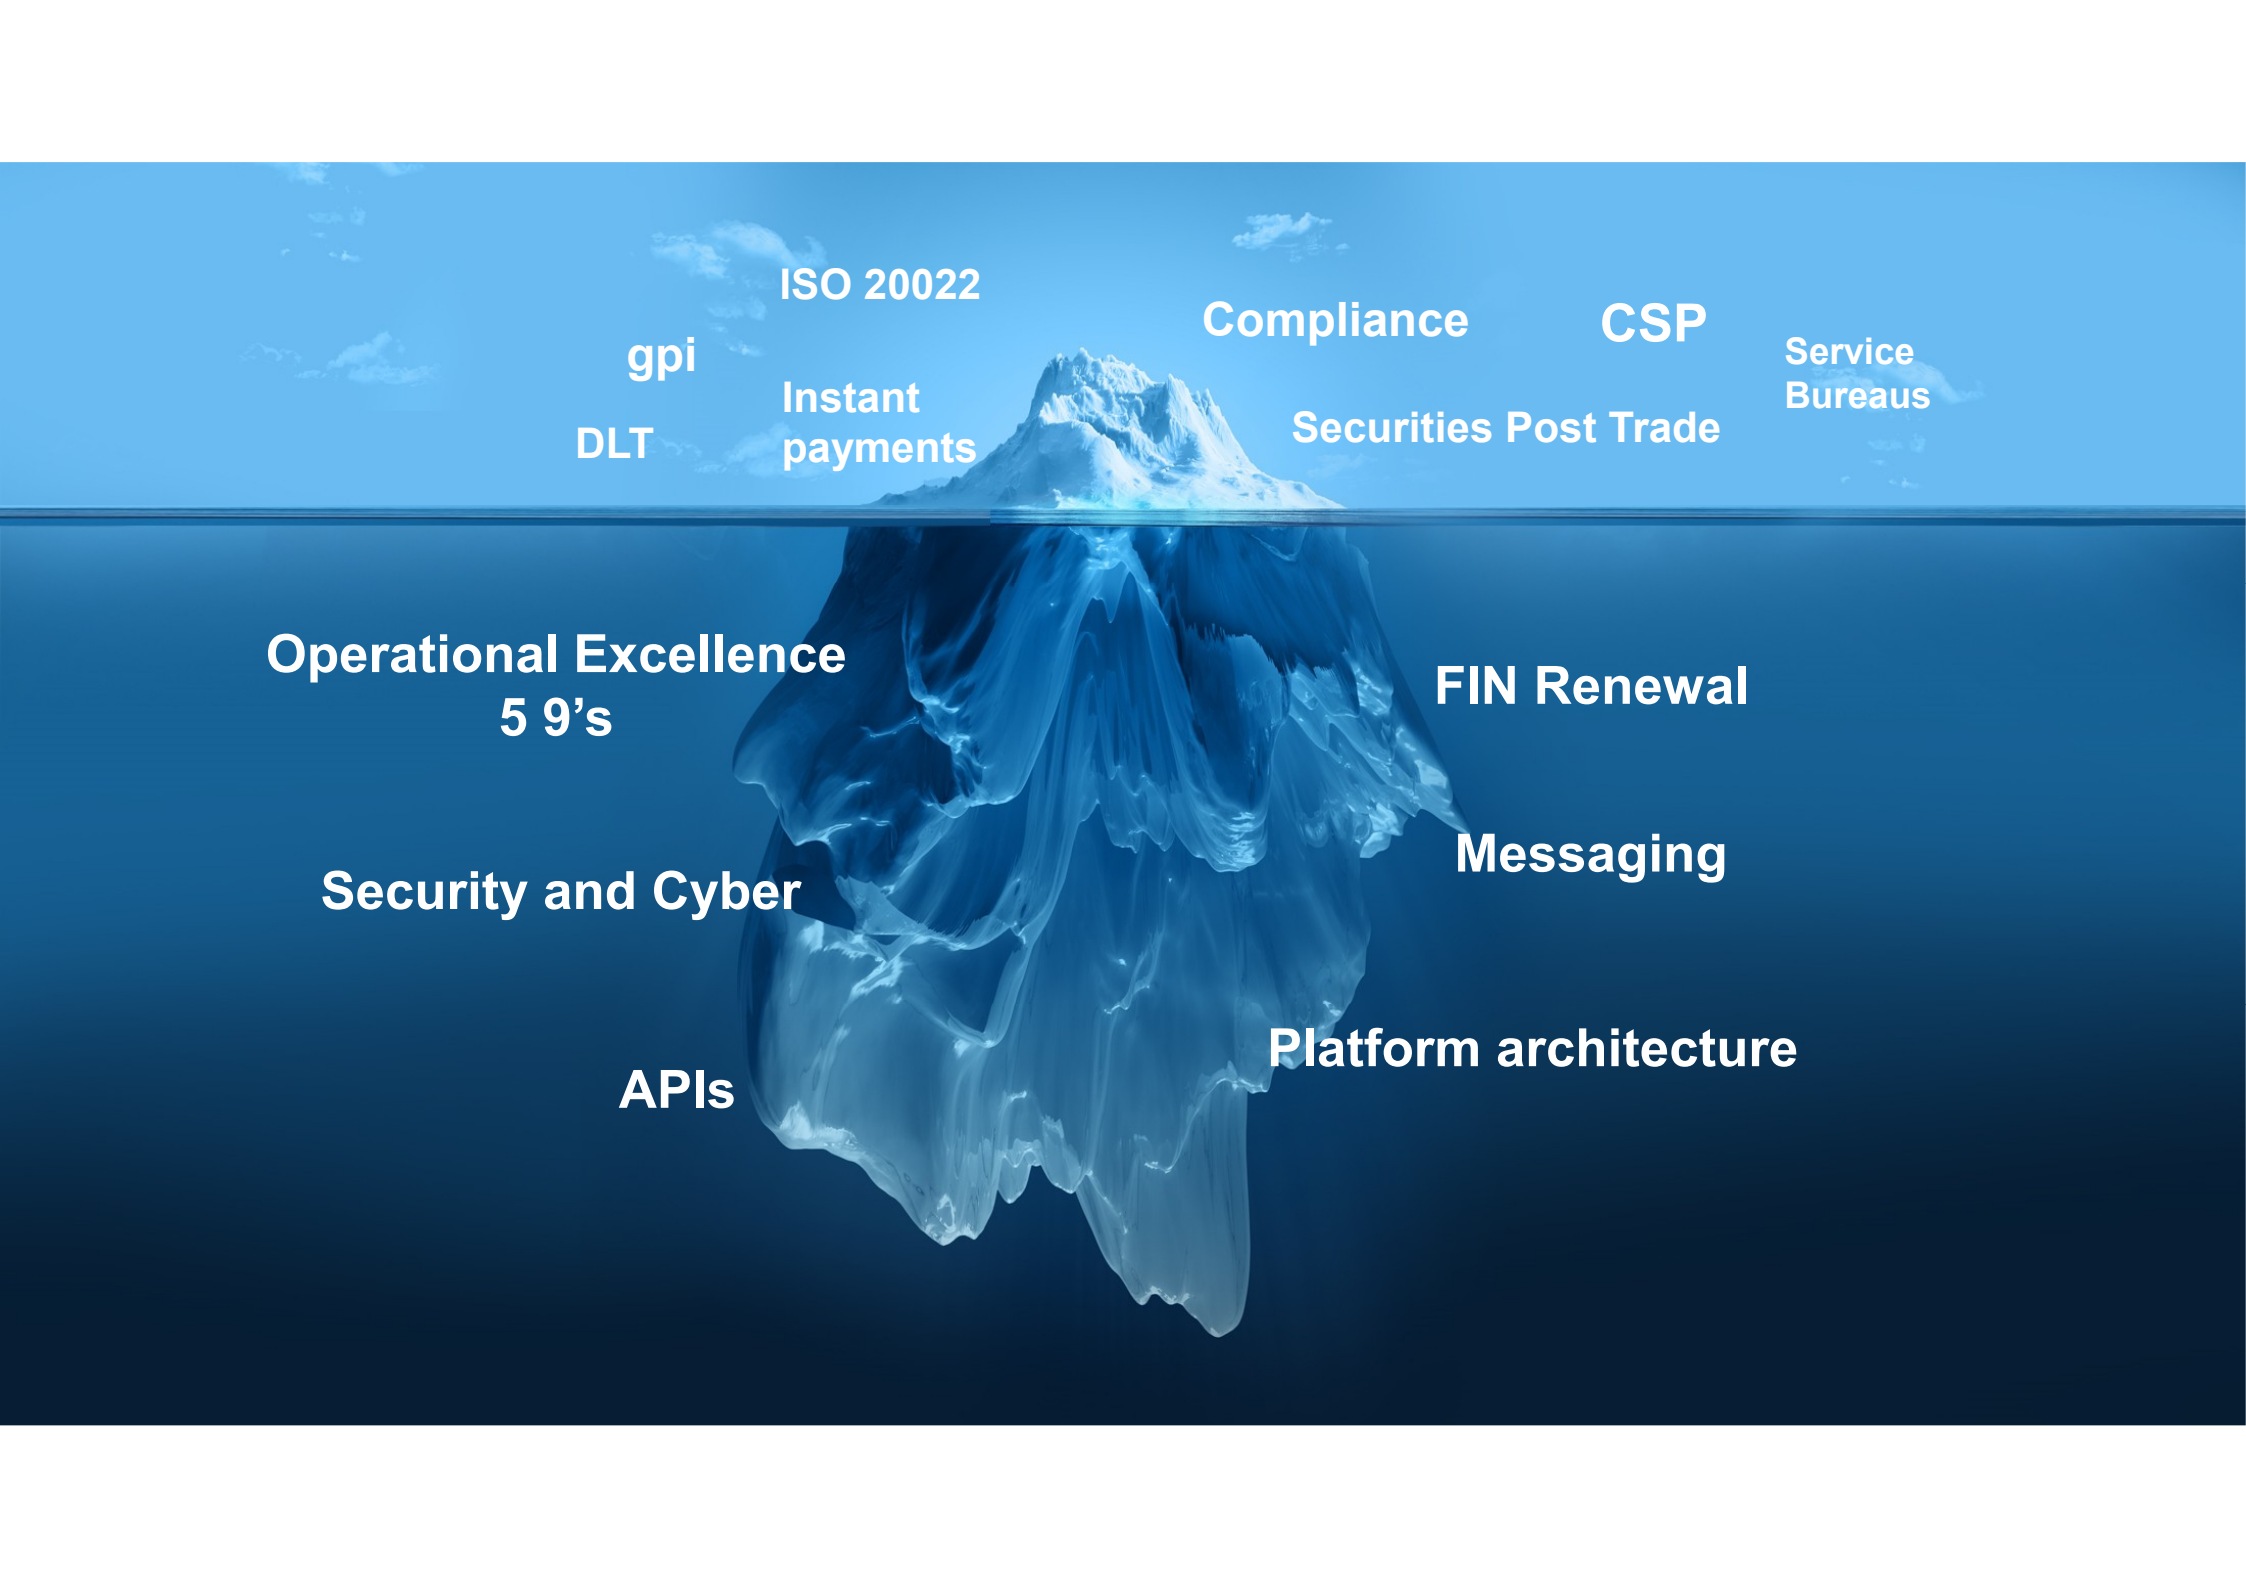 ISO 20022
Compliance
CSP
gpi
Service
Bureaus
Instant
payments
DLT
Securities Post Trade
Operational Excellence
5 9’s
FIN Renewal
Messaging
Security and Cyber
Platform architecture
APIs